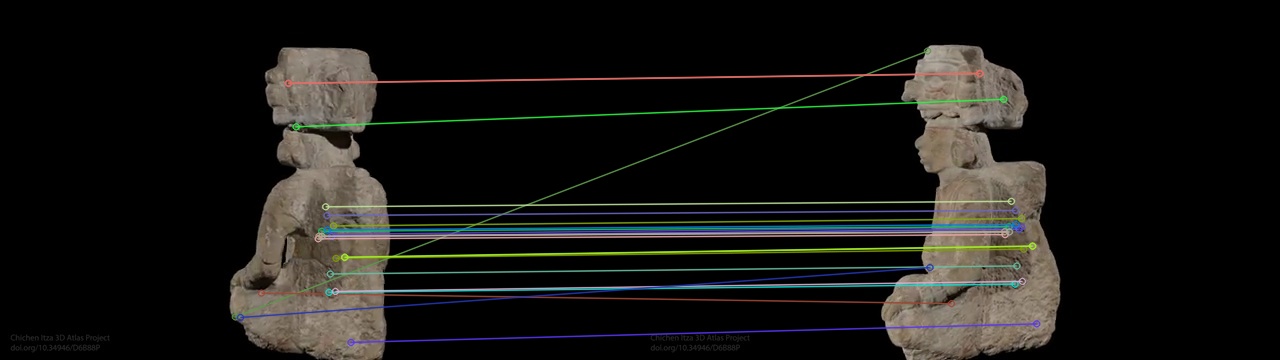 Chichen Itza 3D Atlas Project
doi.org/10.34946/D6B88P
Chichen Itza 3D Atlas Project
doi.org/10.34946/D6B88P